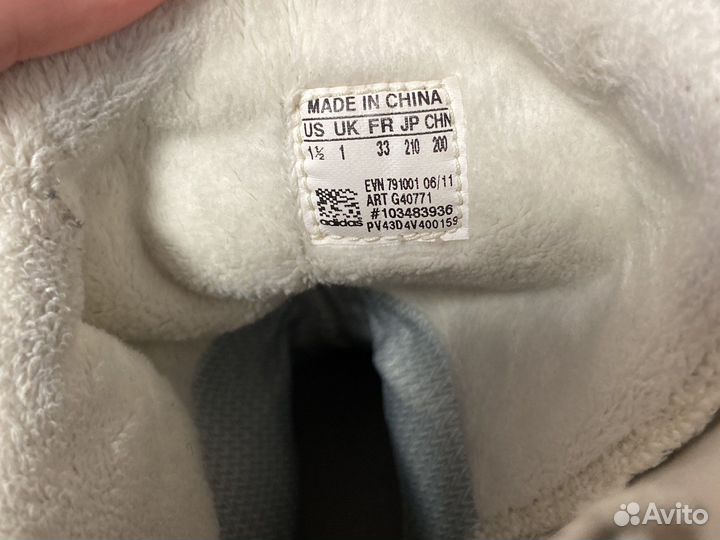 MADE IN CHINA
US UK FR JP CHN
1½ 1 33 210 200
EVN 791001 06/11
ART G40771
#103483936
adidas PV43D4V400159
Avito